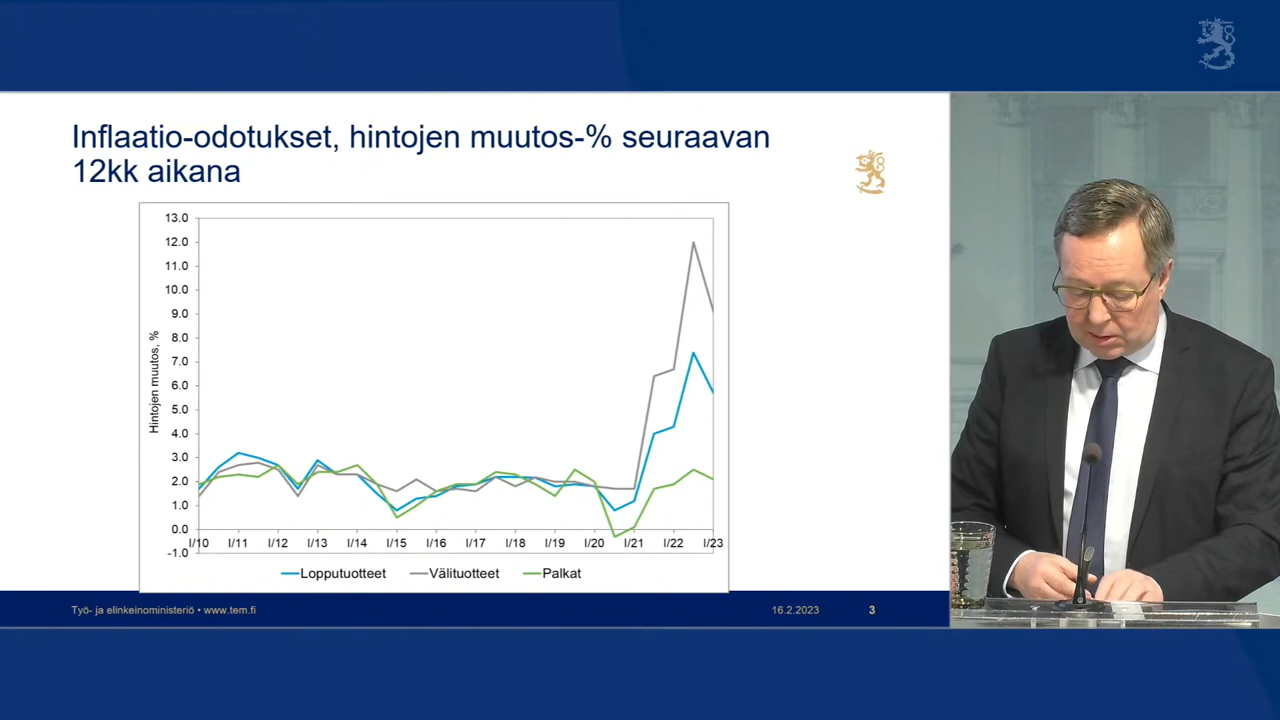 Inflaatio-odotukset, hintojen muutos-% seuraavan
12kk aikana
Hintojen muutos, %
13.0
12.0
11.0
10.0
9.0
8.0
7.0
6.0
5.0
4.0
3.0
2.0
1.0
0.0
-1.0
I/10 I/11 I/12 I/13 I/14 I/15 I/16 I/17 I/18 I/19 I/20 I/21 I/22 I/23
Lopputuotteet Välituotteet Palkat
Työ- ja elinkeinoministeriö • www.tem.fi 16.2.2023 3